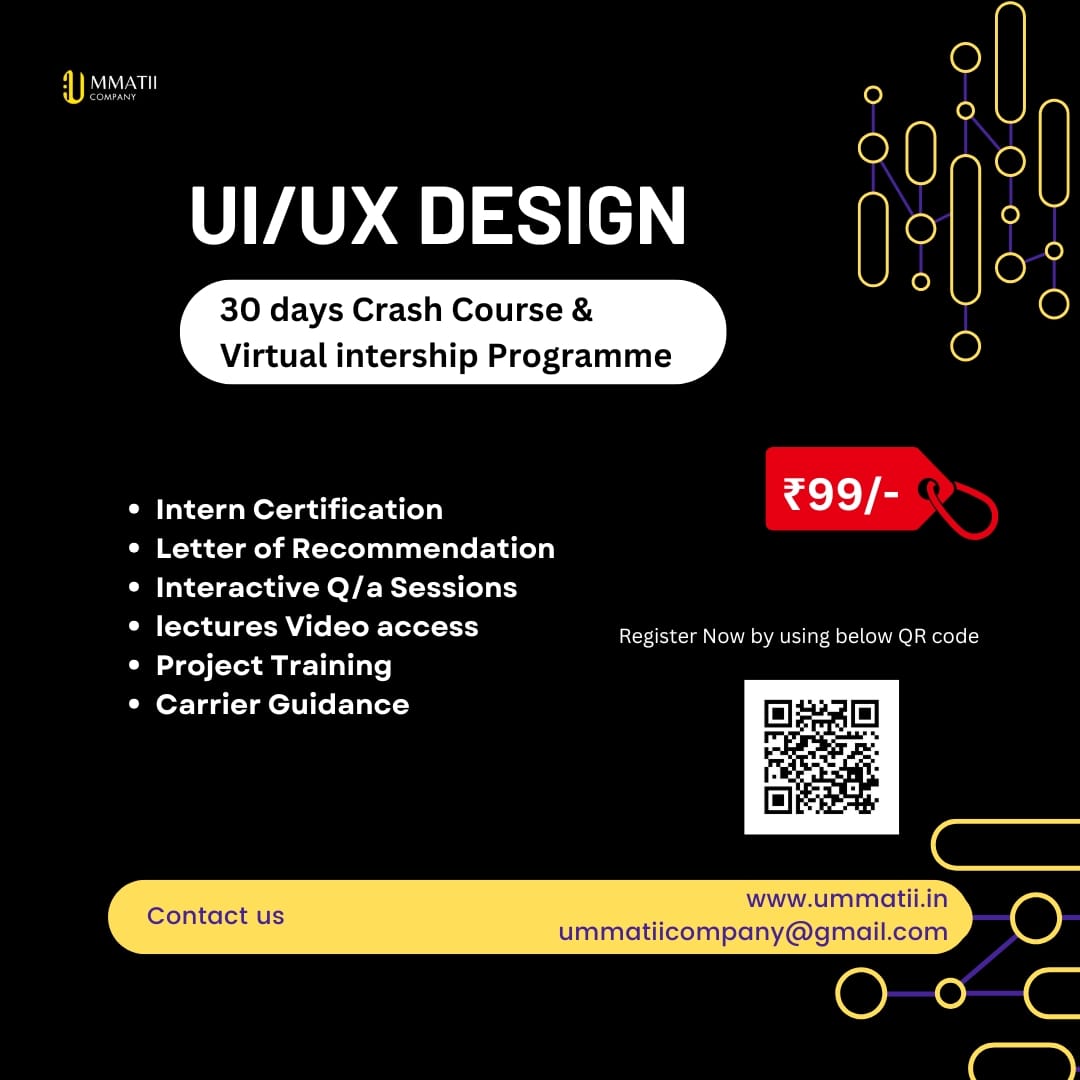 UMMATII
COMPANY
UI/UX DESIGN
30 days Crash Course &
Virtual intership Programme
• Intern Certification
• Letter of Recommendation
• Interactive Q/a Sessions
• lectures Video access
• Project Training
• Carrier Guidance
₹99/-
Register Now by using below QR code
Contact us
www.ummatii.in
ummatiicompany@gmail.com